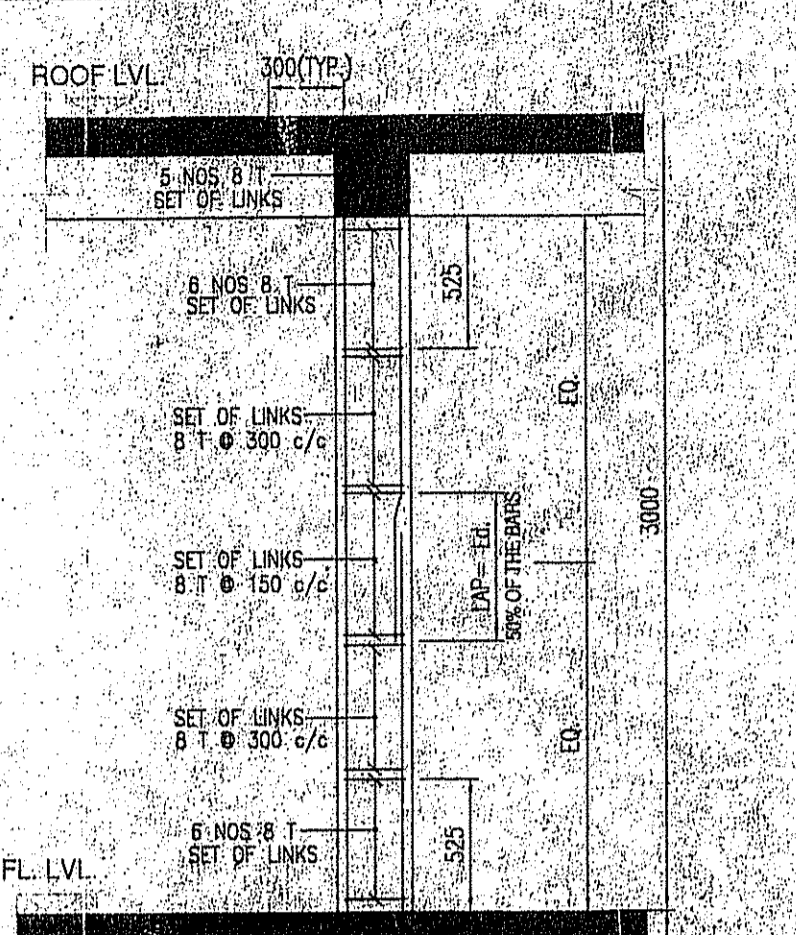 ROOF LVL.
300(TYP.)
5 NOS 8 T
SET OF LINKS
6 NOS 8 T
SET OF LINKS
525
SET OF LINKS
8 T @ 300 c/c
EQ.
SET OF LINKS
8 T @ 150 c/c
LAP= Ed.
50% OF THE BARS
3000
SET OF LINKS
8 T @ 300 c/c
EQ.
6 NOS 8 T
SET OF LINKS
525
FL. LVL.